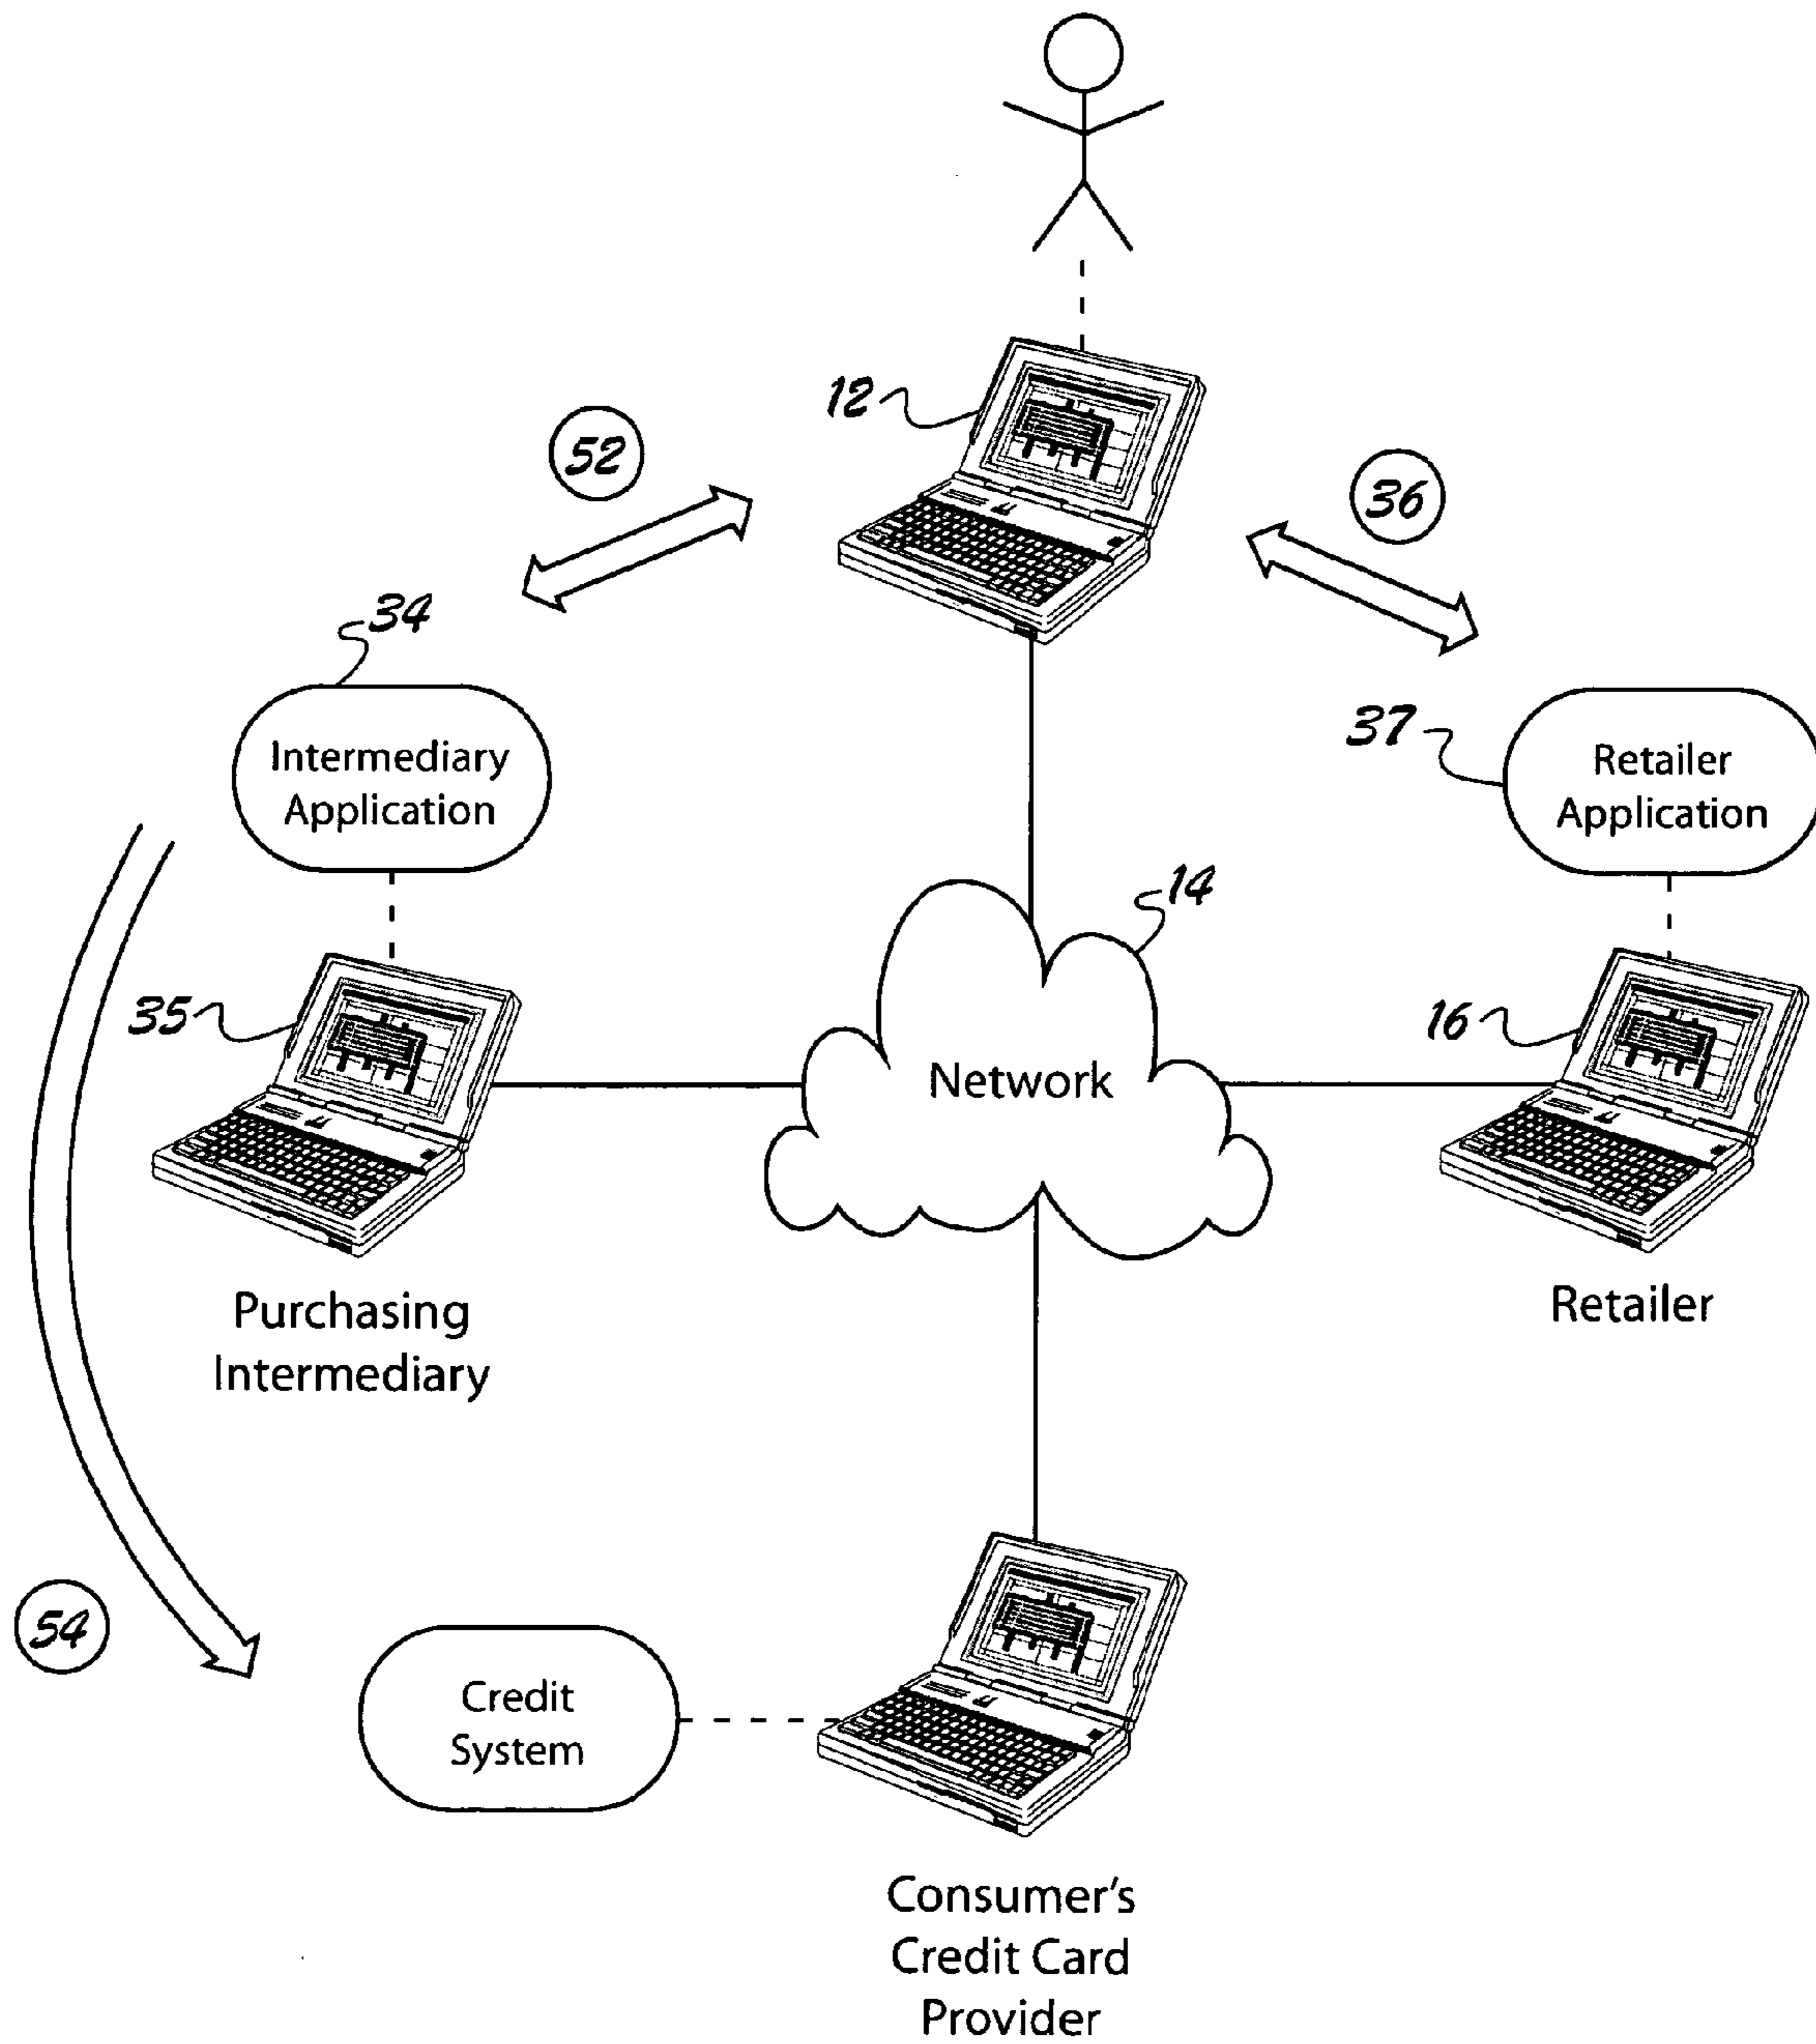 12
52
36
34
Intermediary
Application
37
Retailer
Application
14
35
16
Network
Purchasing
Intermediary
Retailer
54
Credit
System
Consumer's
Credit Card
Provider